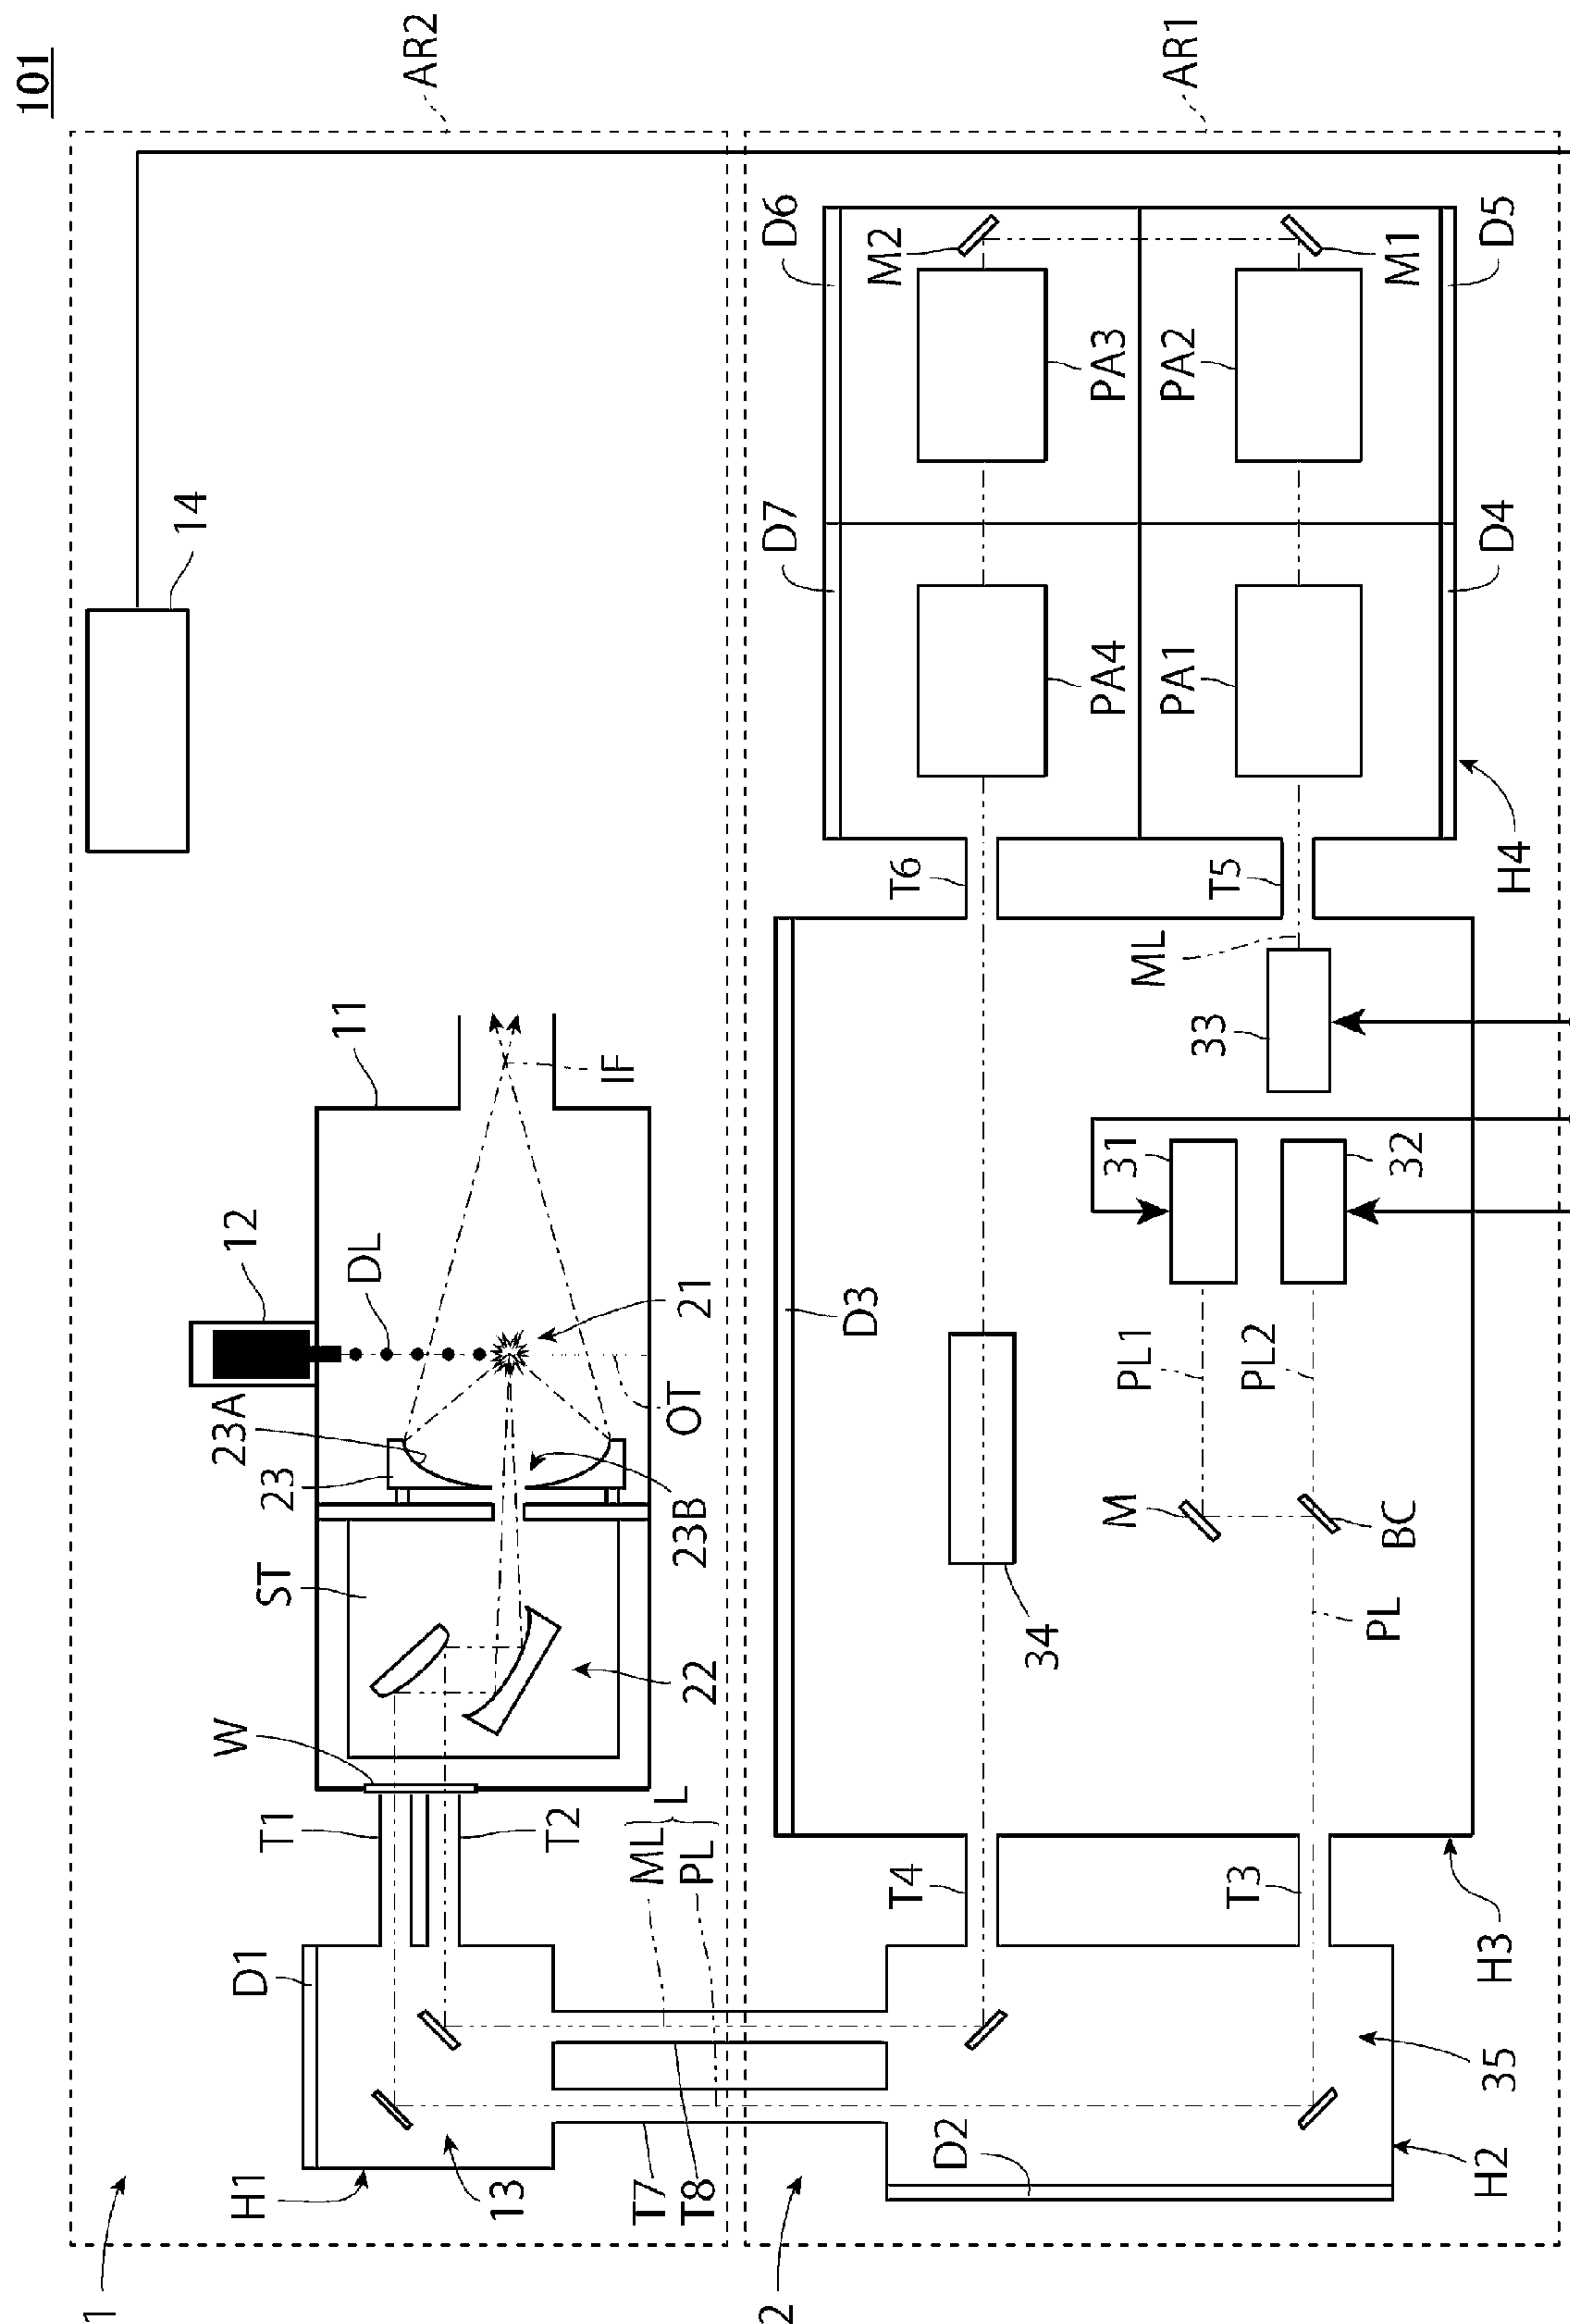 101
1
14
H1
D1
W
23A
12
T1
ST
23
11
DL
AR2
13
T2
IF
T7
ML
L
T8
PL
22
23B
OT
21
2
D7
D6
D3
M2
T4
T6
D2
34
PA4
PA3
M
31
PL1
ML
PA1
PA2
AR1
33
T5
T3
PL2
PL
BC
32
M1
H2
35
H3
H4
D4
D5